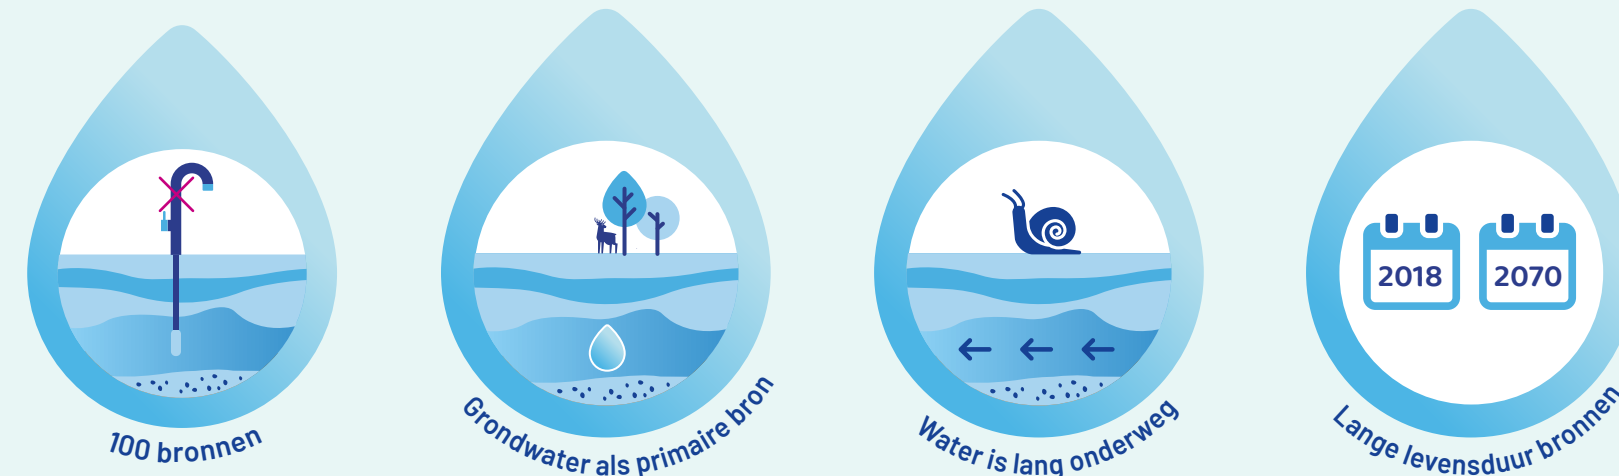 100 bronnen
Grondwater als primaire bron
Water is lang onderweg
2018
2070
Lange levensduur bronnen